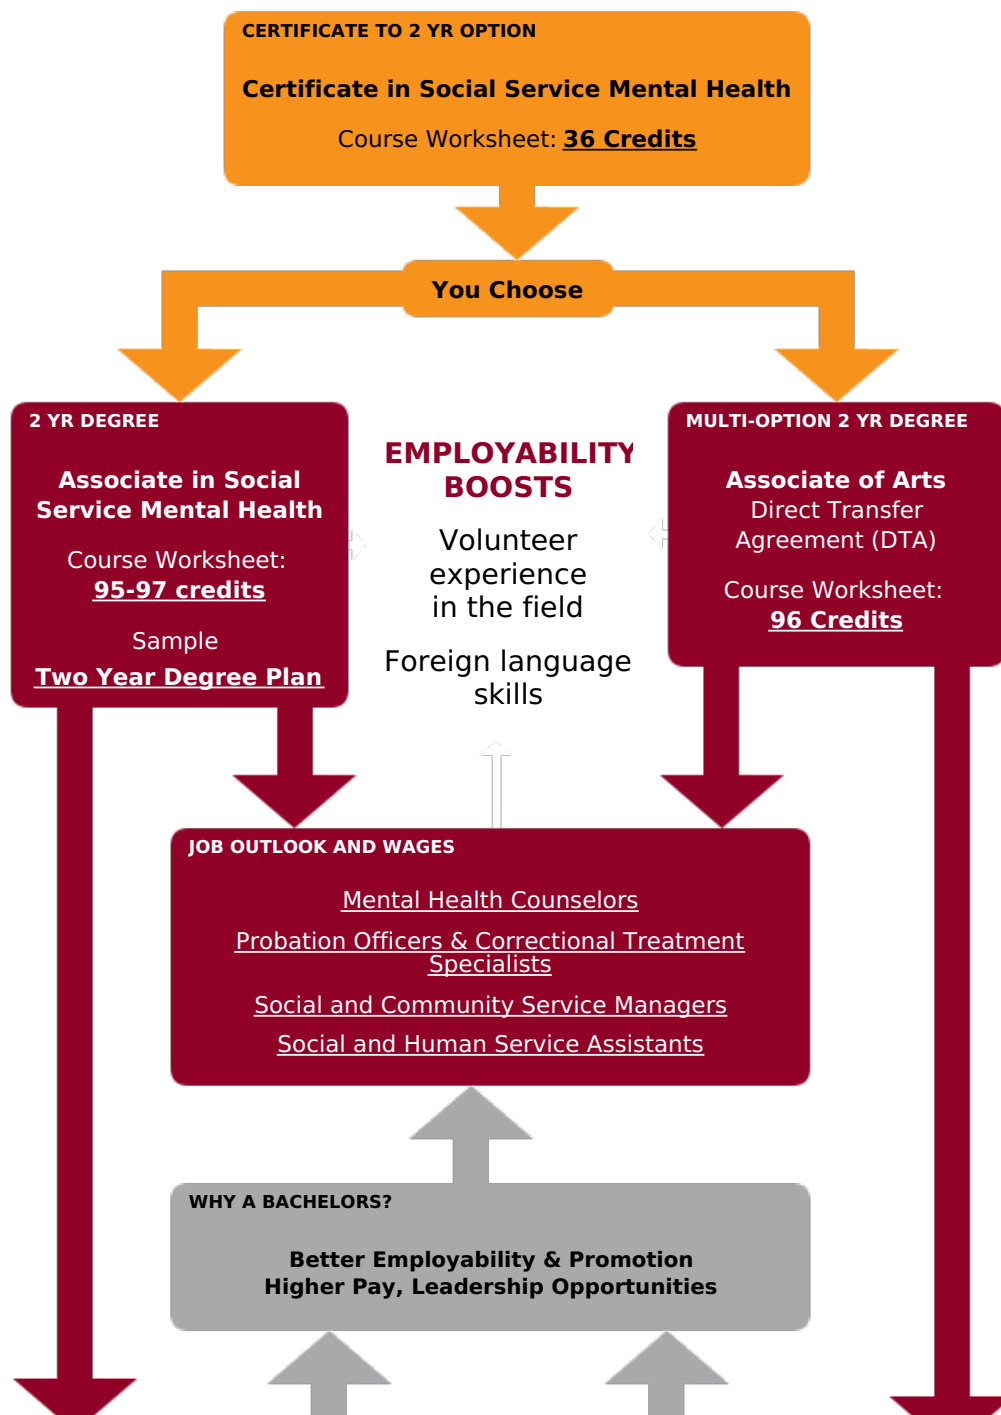 CERTIFICATE TO 2 YR OPTION
Certificate in Social Service Mental Health
Course Worksheet: 36 Credits
You Choose
2 YR DEGREE
Associate in Social
Service Mental Health
Course Worksheet:
95-97 credits
Sample
Two Year Degree Plan
EMPLOYABILITY
BOOSTS
Volunteer
experience
in the field
Foreign language
skills
MULTI-OPTION 2 YR DEGREE
Associate of Arts
Direct Transfer
Agreement (DTA)
Course Worksheet:
96 Credits
JOB OUTLOOK AND WAGES
Mental Health Counselors
Probation Officers & Correctional Treatment
Specialists
Social and Community Service Managers
Social and Human Service Assistants
WHY A BACHELORS?
Better Employability & Promotion
Higher Pay, Leadership Opportunities